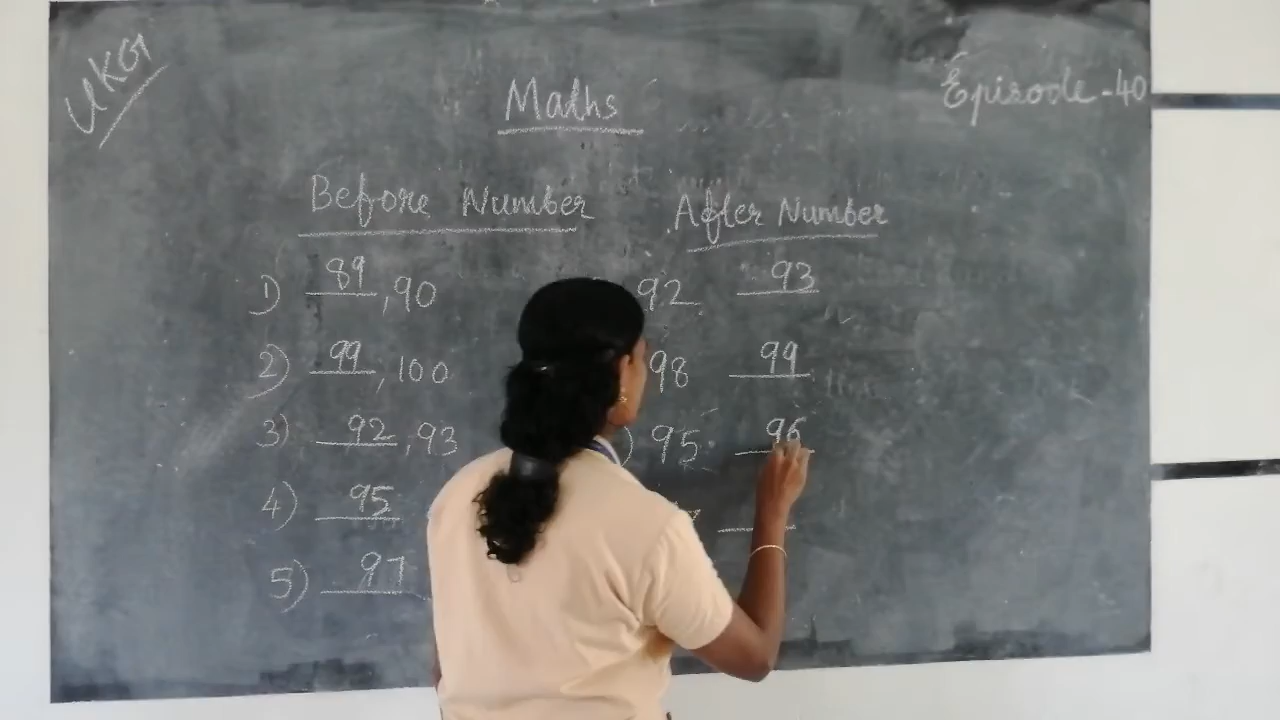 UKG
Maths
Episode-40
Before Number
After Number
1) 89, 90
92 93
2) 99, 100
98 99
3) 92, 93
) 95 96
4) 95
5) 97